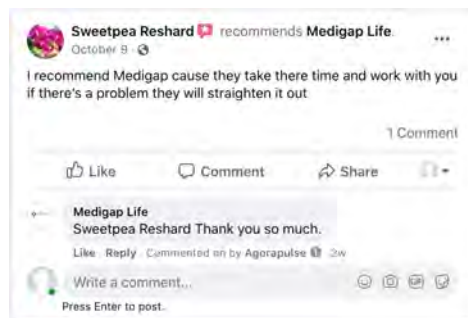 Sweetpea Reshard recommends Medigap Life.
October 9
I recommend Medigap cause they take there time and work with you
if there's a problem they will straighten it out
1 Comment
Like Comment Share
Medigap Life
Sweetpea Reshard Thank you so much.
Like Reply Commented on by Agorapulse 2w
Write a comment...
GIF
Press Enter to post.